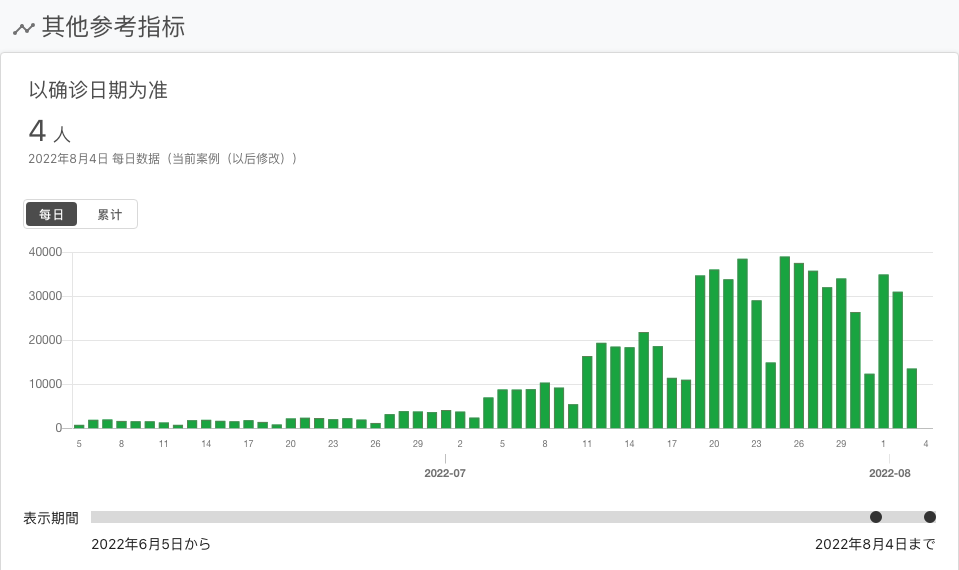 其他参考指标
以确诊日期为准
4 人
2022年8月4日 每日数据（当前案例（以后修改））
每日 累计
40000
30000
20000
10000
0
5 8 11 14 17 20 23 26 29 2 5 8 11 14 17 20 23 26 29 1 4
2022-07 2022-08
表示期間
2022年6月5日から 2022年8月4日まで